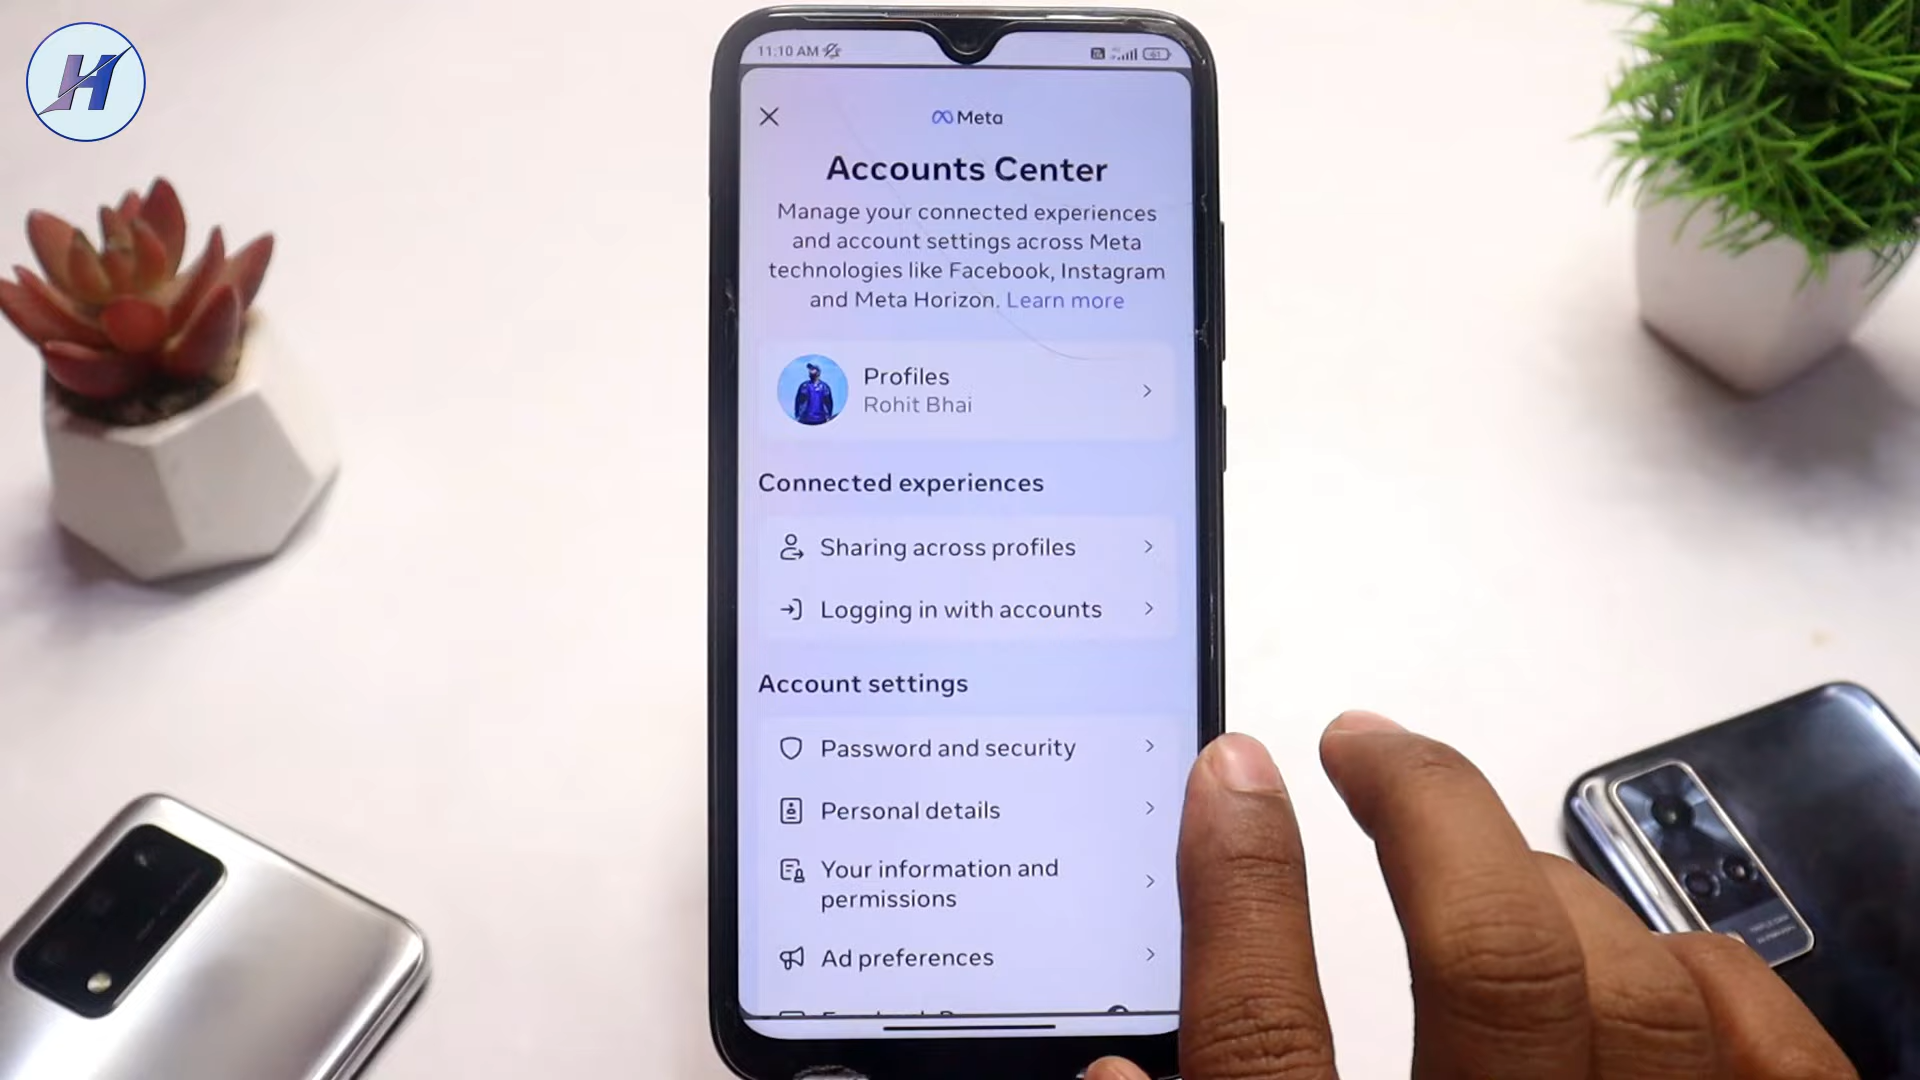 H
11:10 AM
61
Meta
Accounts Center
Manage your connected experiences
and account settings across Meta
technologies like Facebook, Instagram
and Meta Horizon. Learn more
Profiles
Rohit Bhai
Connected experiences
Sharing across profiles
Logging in with accounts
Account settings
Password and security
Personal details
Your information and
permissions
Ad preferences